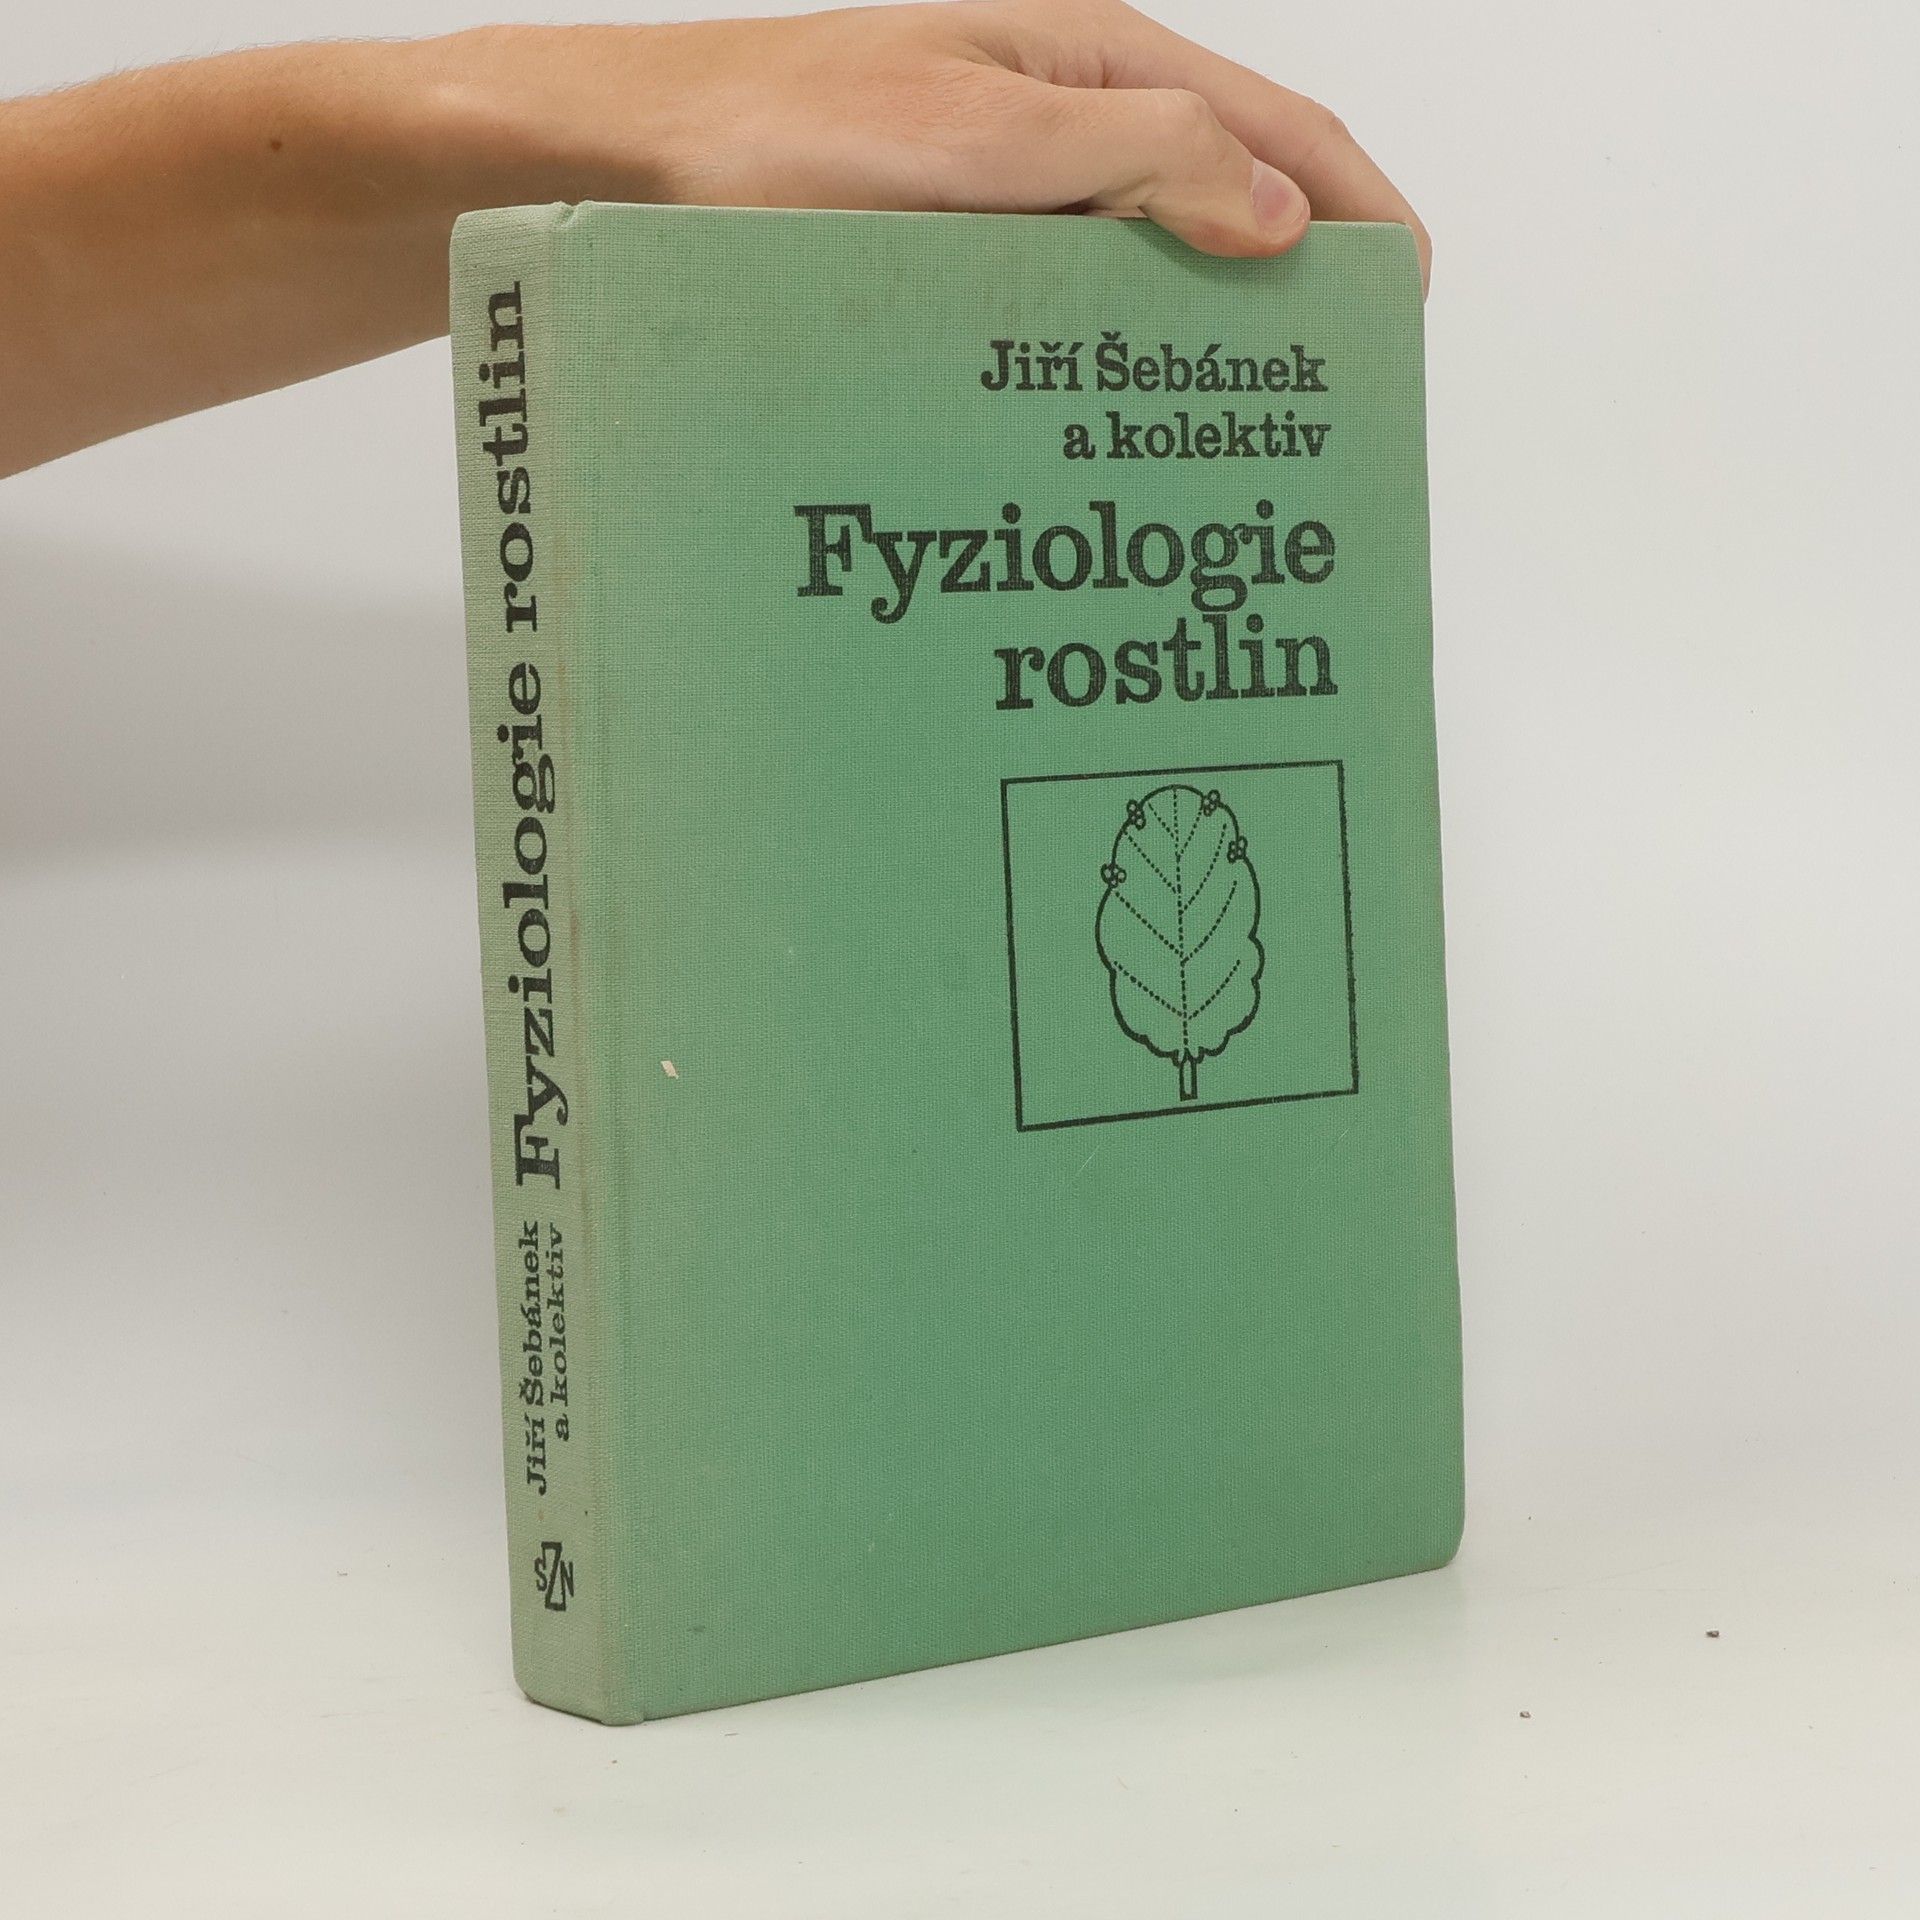 Jiří Šebánek
a kolektiv
Fyziologie
rostlin
Fyziologie rostlin
Jiří Šebánek
a kolektiv
SZN